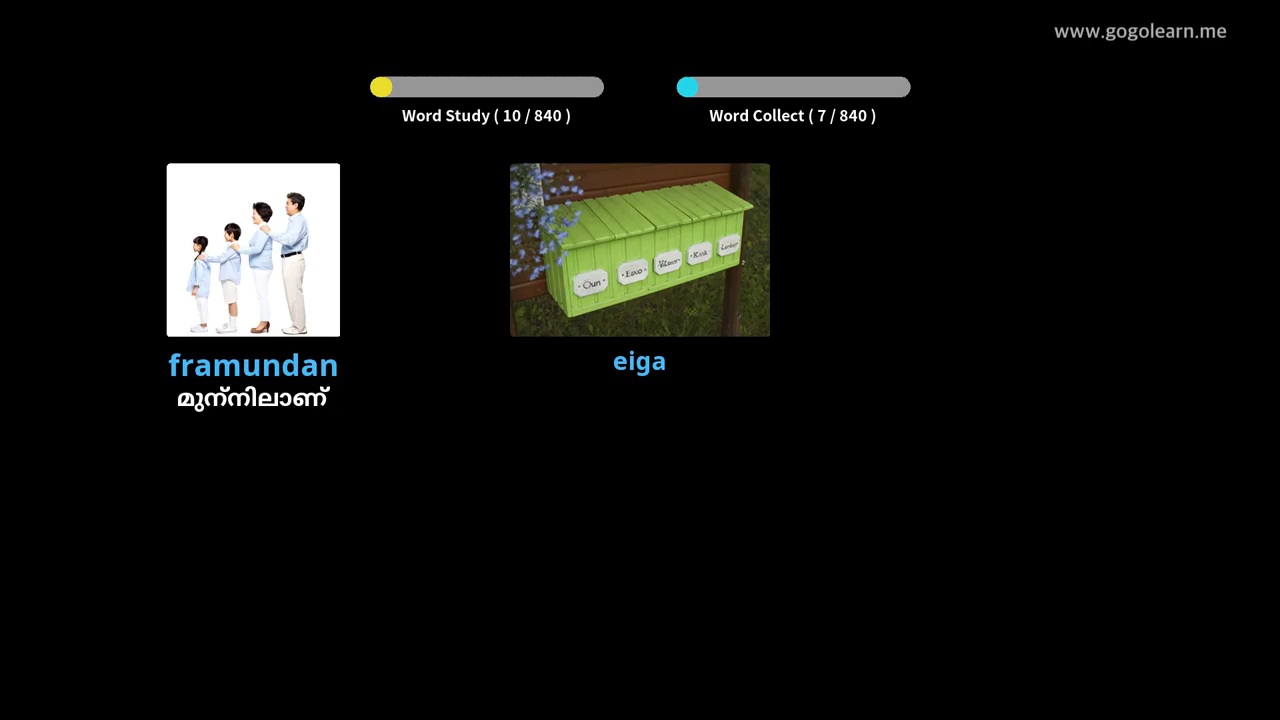 www.gogolearn.me
Word Study ( 10 / 840 )
Word Collect ( 7 / 840 )
framundan
മുന്നിലാണ്
eiga